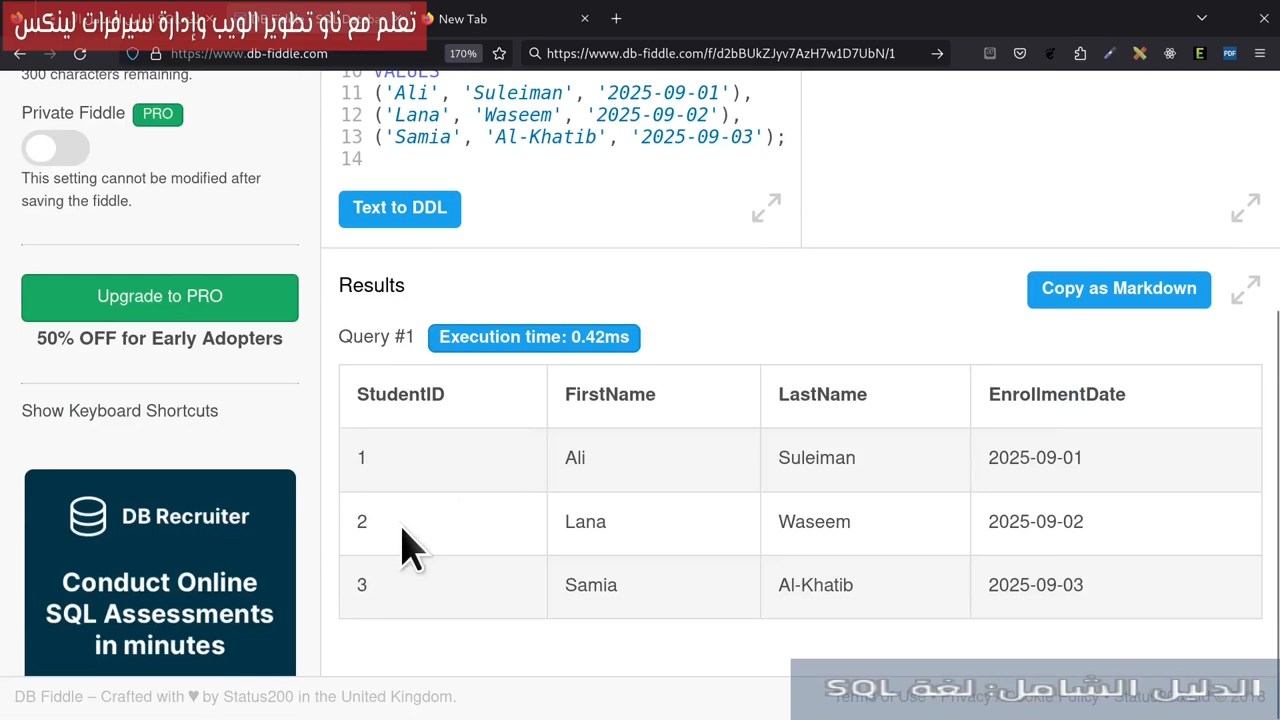 تعلم مع ناو تطوير الويب وإدارة سيرفرات لينكس
New Tab
https://www.db-fiddle.com
170%
https://www.db-fiddle.com/f/d2bBUkZJyv7AzH7w1D7UbN/1
300 characters remaining.
Private Fiddle PRO
This setting cannot be modified after
saving the fiddle.
Upgrade to PRO
50% OFF for Early Adopters
Show Keyboard Shortcuts
DB Recruiter
Conduct Online
SQL Assessments
in minutes
10 VALUES
11 ('Ali', 'Suleiman', '2025-09-01'),
12 ('Lana', 'Waseem', '2025-09-02'),
13 ('Samia', 'Al-Khatib', '2025-09-03');
14
Text to DDL
Results
Copy as Markdown
Query #1 Execution time: 0.42ms
StudentID FirstName LastName EnrollmentDate
1 Ali Suleiman 2025-09-01
2 Lana Waseem 2025-09-02
3 Samia Al-Khatib 2025-09-03
DB Fiddle – Crafted with ♥ by Status200 in the United Kingdom.
الدليل الشامل: لغة SQL